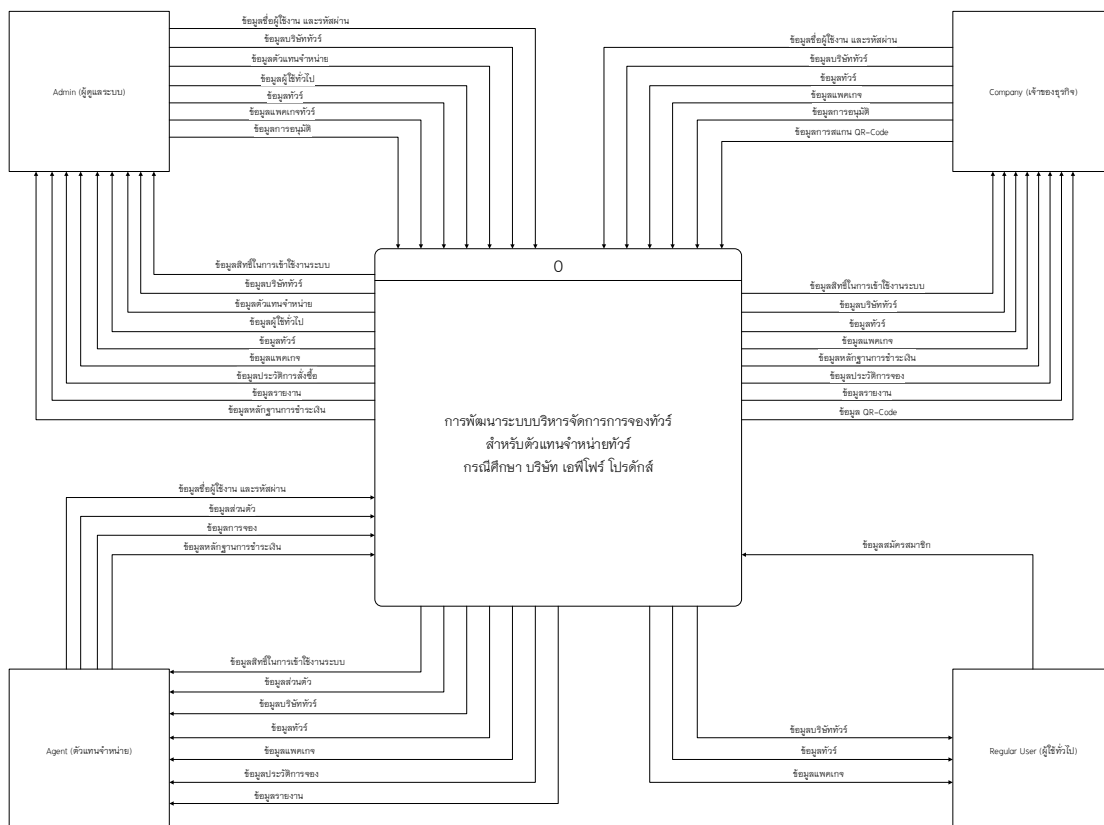 Admin (ผู้ดูแลระบบ)
ข้อมูลชื่อผู้ใช้งาน และรหัสผ่าน
ข้อมูลบริษัททัวร์
ข้อมูลตัวแทนจำหน่าย
ข้อมูลผู้ใช้ทั่วไป
ข้อมูลทัวร์
ข้อมูลแพคเกจทัวร์
ข้อมูลการอนุมัติ
ข้อมูลชื่อผู้ใช้งาน และรหัสผ่าน
ข้อมูลบริษัททัวร์
ข้อมูลทัวร์
ข้อมูลแพคเกจ
ข้อมูลการอนุมัติ
ข้อมูลการสแกน QR-Code
Company (เจ้าของธุรกิจ)
ข้อมูลสิทธิ์ในการเข้าใช้งานระบบ
ข้อมูลบริษัททัวร์
ข้อมูลตัวแทนจำหน่าย
ข้อมูลผู้ใช้ทั่วไป
ข้อมูลทัวร์
ข้อมูลแพคเกจ
ข้อมูลประวัติการสั่งซื้อ
ข้อมูลรายงาน
ข้อมูลหลักฐานการชำระเงิน
0
การพัฒนาระบบบริหารจัดการการจองทัวร์
สำหรับตัวแทนจำหน่ายทัวร์
กรณีศึกษา บริษัท เอพีโฟร์ โปรดักส์
ข้อมูลสิทธิ์ในการเข้าใช้งานระบบ
ข้อมูลบริษัททัวร์
ข้อมูลทัวร์
ข้อมูลแพคเกจ
ข้อมูลหลักฐานการชำระเงิน
ข้อมูลประวัติการจอง
ข้อมูลรายงาน
ข้อมูล QR-Code
ข้อมูลชื่อผู้ใช้งาน และรหัสผ่าน
ข้อมูลส่วนตัว
ข้อมูลการจอง
ข้อมูลหลักฐานการชำระเงิน
ข้อมูลสมัครสมาชิก
Agent (ตัวแทนจำหน่าย)
ข้อมูลสิทธิ์ในการเข้าใช้งานระบบ
ข้อมูลส่วนตัว
ข้อมูลบริษัททัวร์
ข้อมูลทัวร์
ข้อมูลแพคเกจ
ข้อมูลประวัติการจอง
ข้อมูลรายงาน
ข้อมูลบริษัททัวร์
ข้อมูลทัวร์
ข้อมูลแพคเกจ
Regular User (ผู้ใช้ทั่วไป)